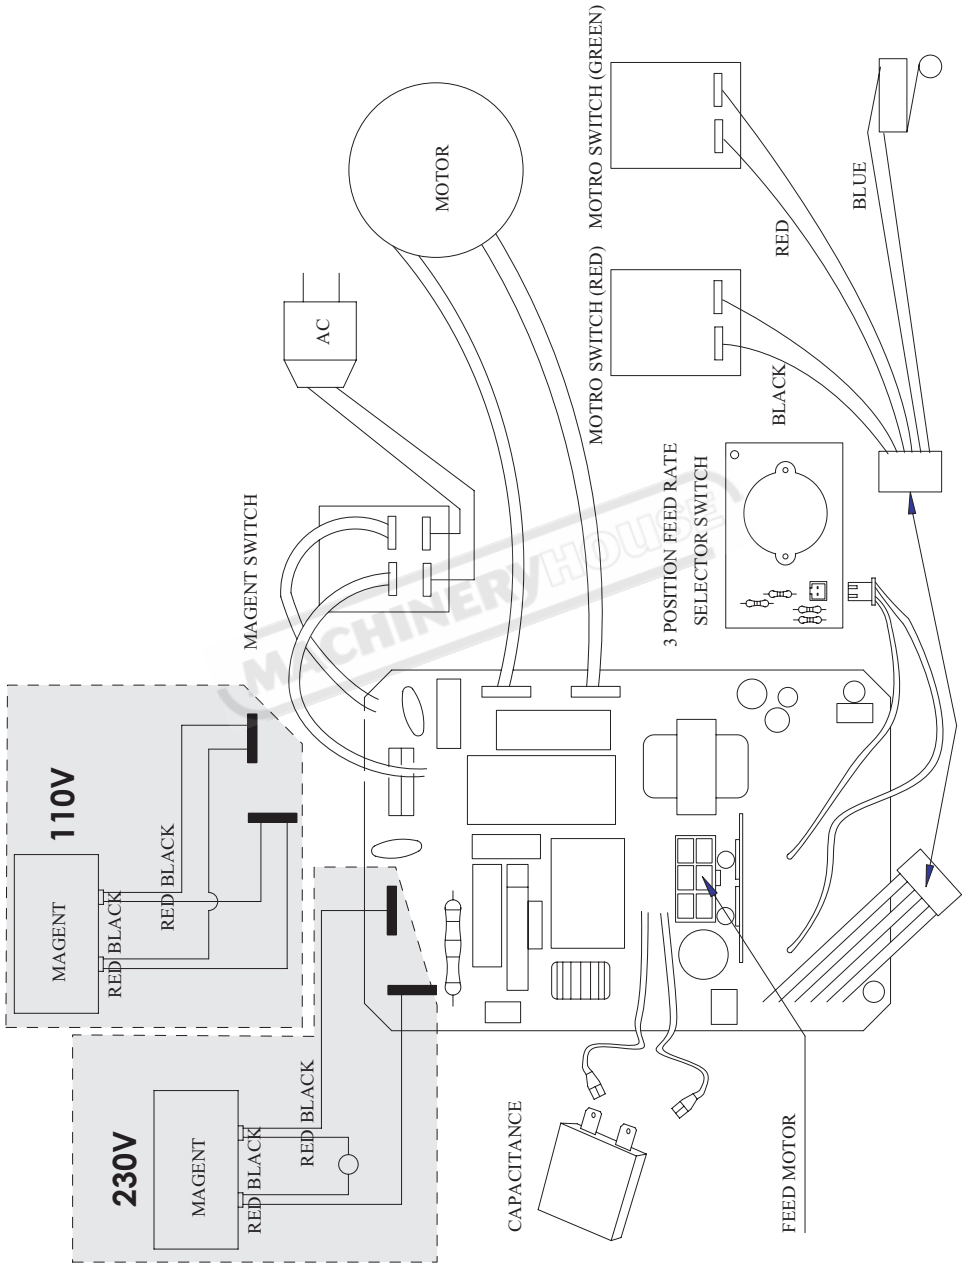 230V
MAGENT
RED BLACK
RED BLACK
110V
MAGENT
RED BLACK
RED BLACK
MAGENT SWITCH
AC
MOTOR
MOTRO SWITCH (RED)
MOTRO SWITCH (GREEN)
BLACK
RED
BLUE
3 POSITION FEED RATE
SELECTOR SWITCH
CAPACITANCE
FEED MOTOR
MACHINERYHOUSE